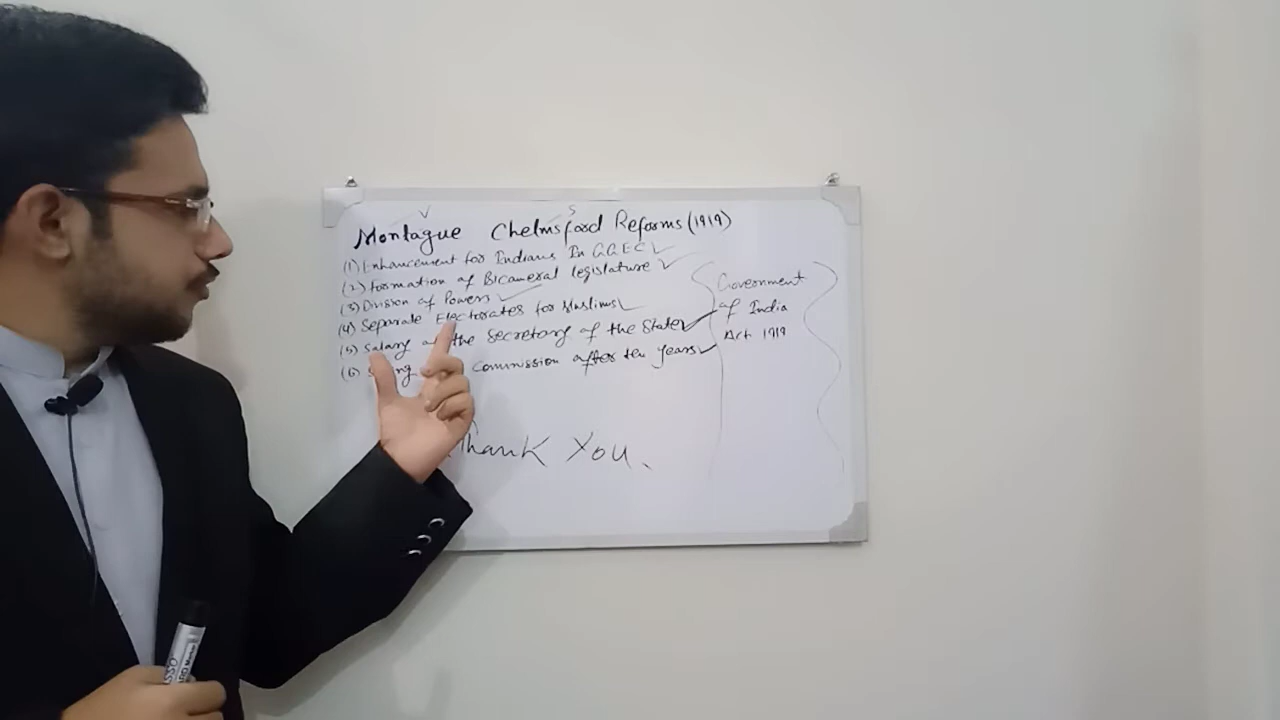 V S
Montague Chelmsford Reforms (1919)
(1) Enhancement for Indians In G.G.E.C
(2) Formation of Bicameral legislature
(3) Division of Powers
(4) Separate Electorates for Muslims
(5) Salary the Secretary of the State
(6) commission after ten years
Government
of India
Act 1919
Thank You.